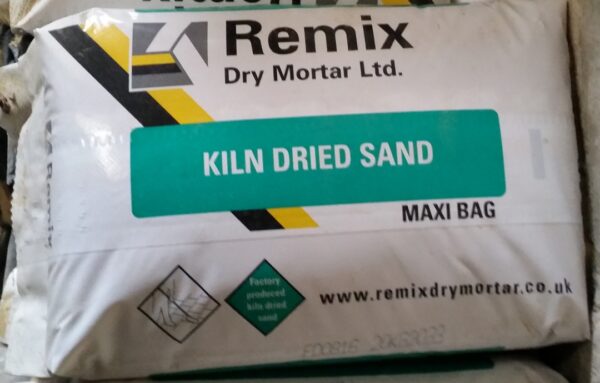 Remix
Dry Mortar Ltd.
KILN DRIED SAND
MAXI BAG
Factory
produced
kiln dried
sand
www.remixdrymortar.co.uk